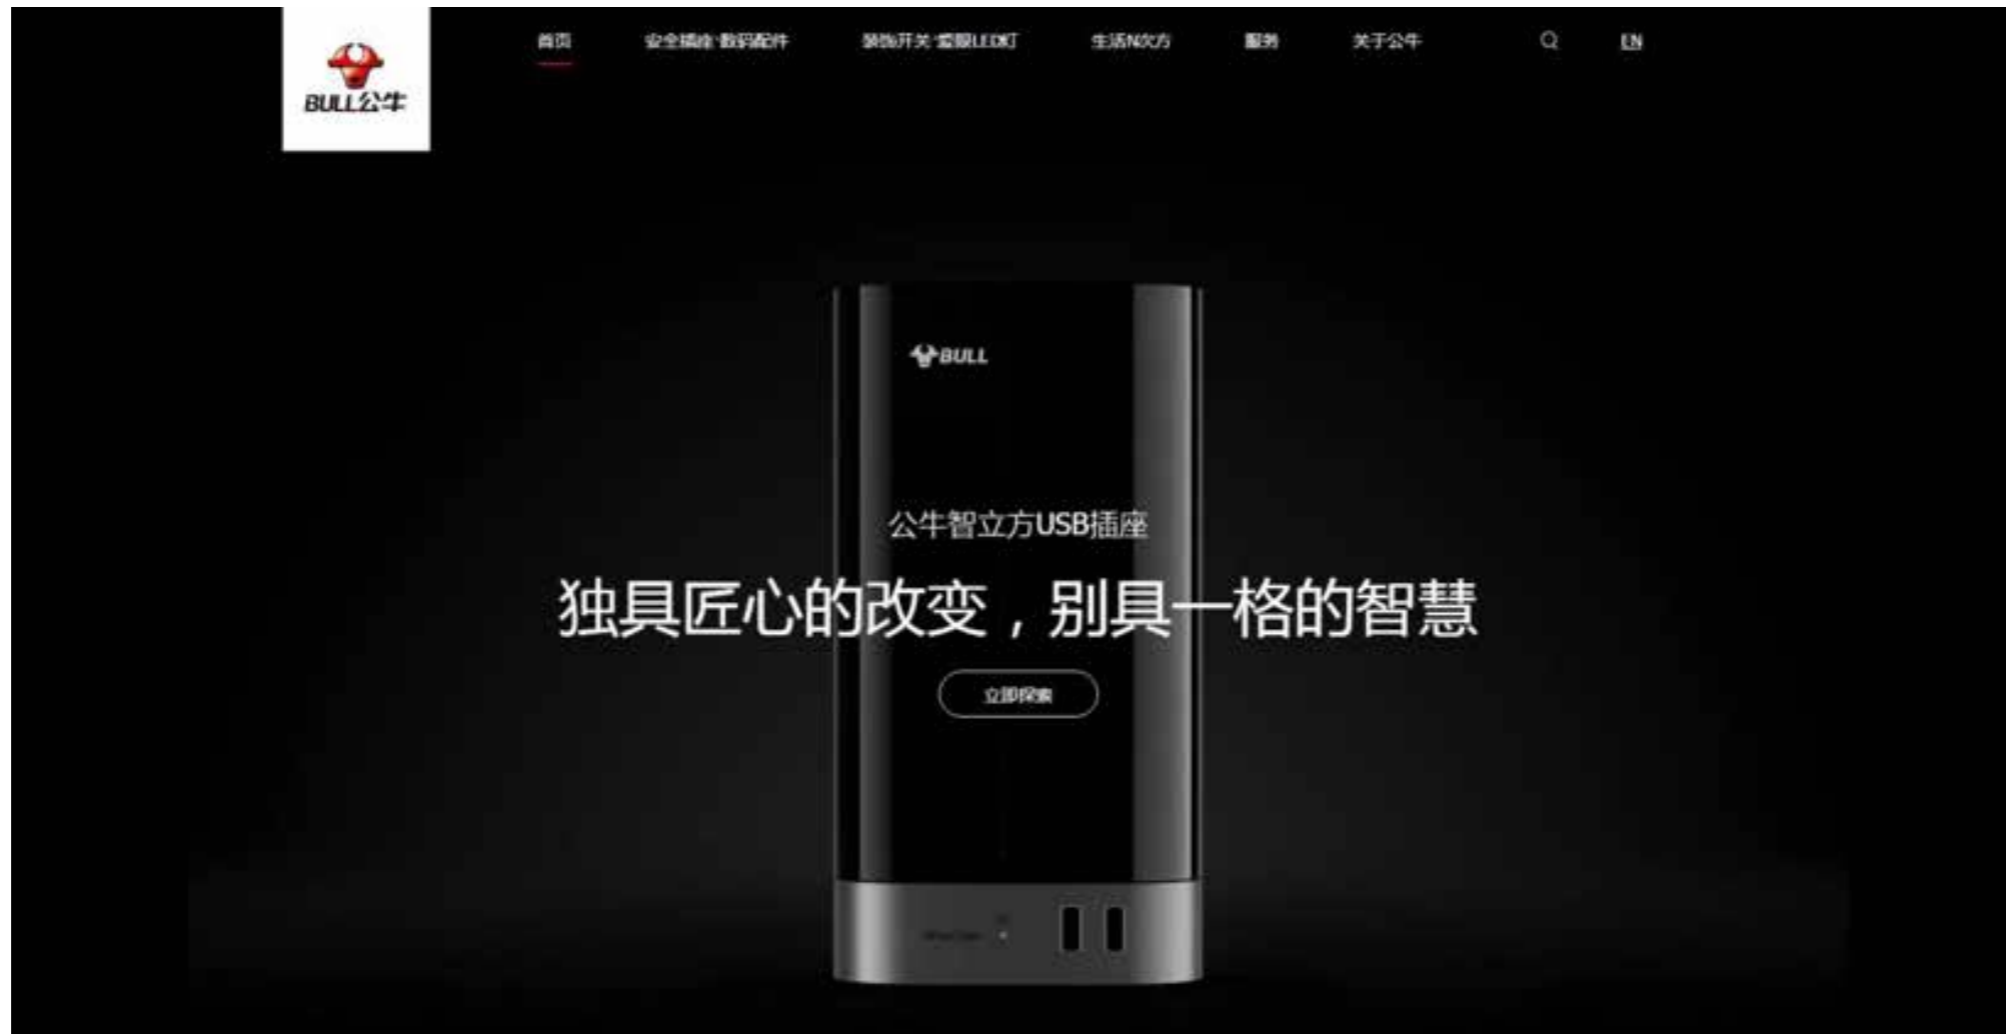 BULL公牛
首页
安全插座·数码配件
装饰开关·爱眼LED灯
生活N次方
服务
关于公牛
EN
BULL
公牛智立方USB插座
独具匠心的改变，别具一格的智慧
立即探索